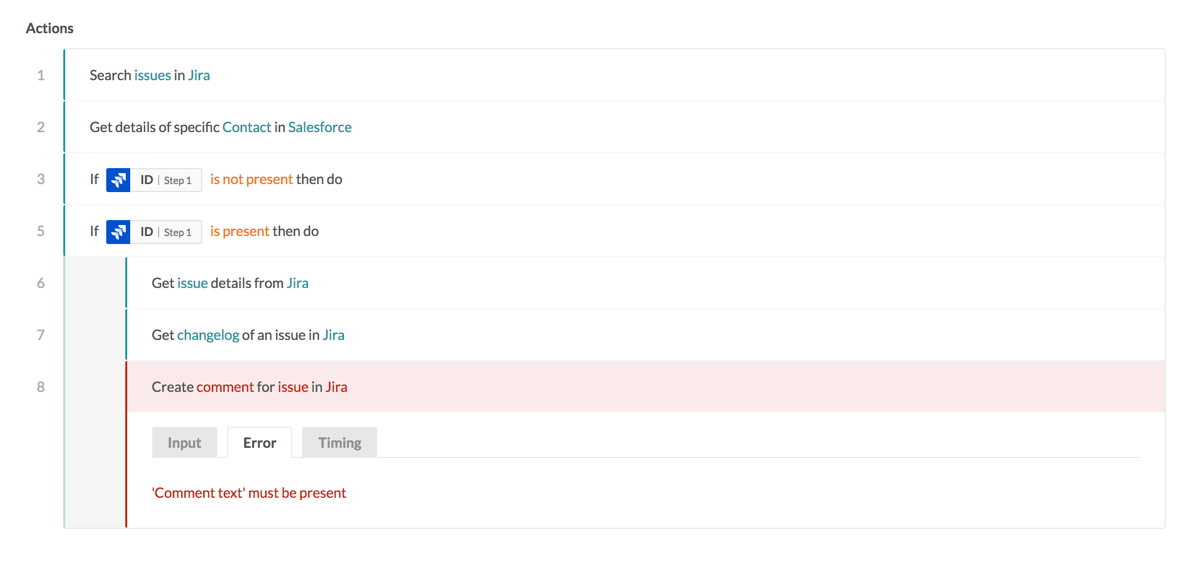 Actions
1 Search issues in Jira
2 Get details of specific Contact in Salesforce
3 If ID | Step 1 is not present then do
5 If ID | Step 1 is present then do
6 Get issue details from Jira
7 Get changelog of an issue in Jira
8 Create comment for issue in Jira
Input Error Timing
'Comment text' must be present